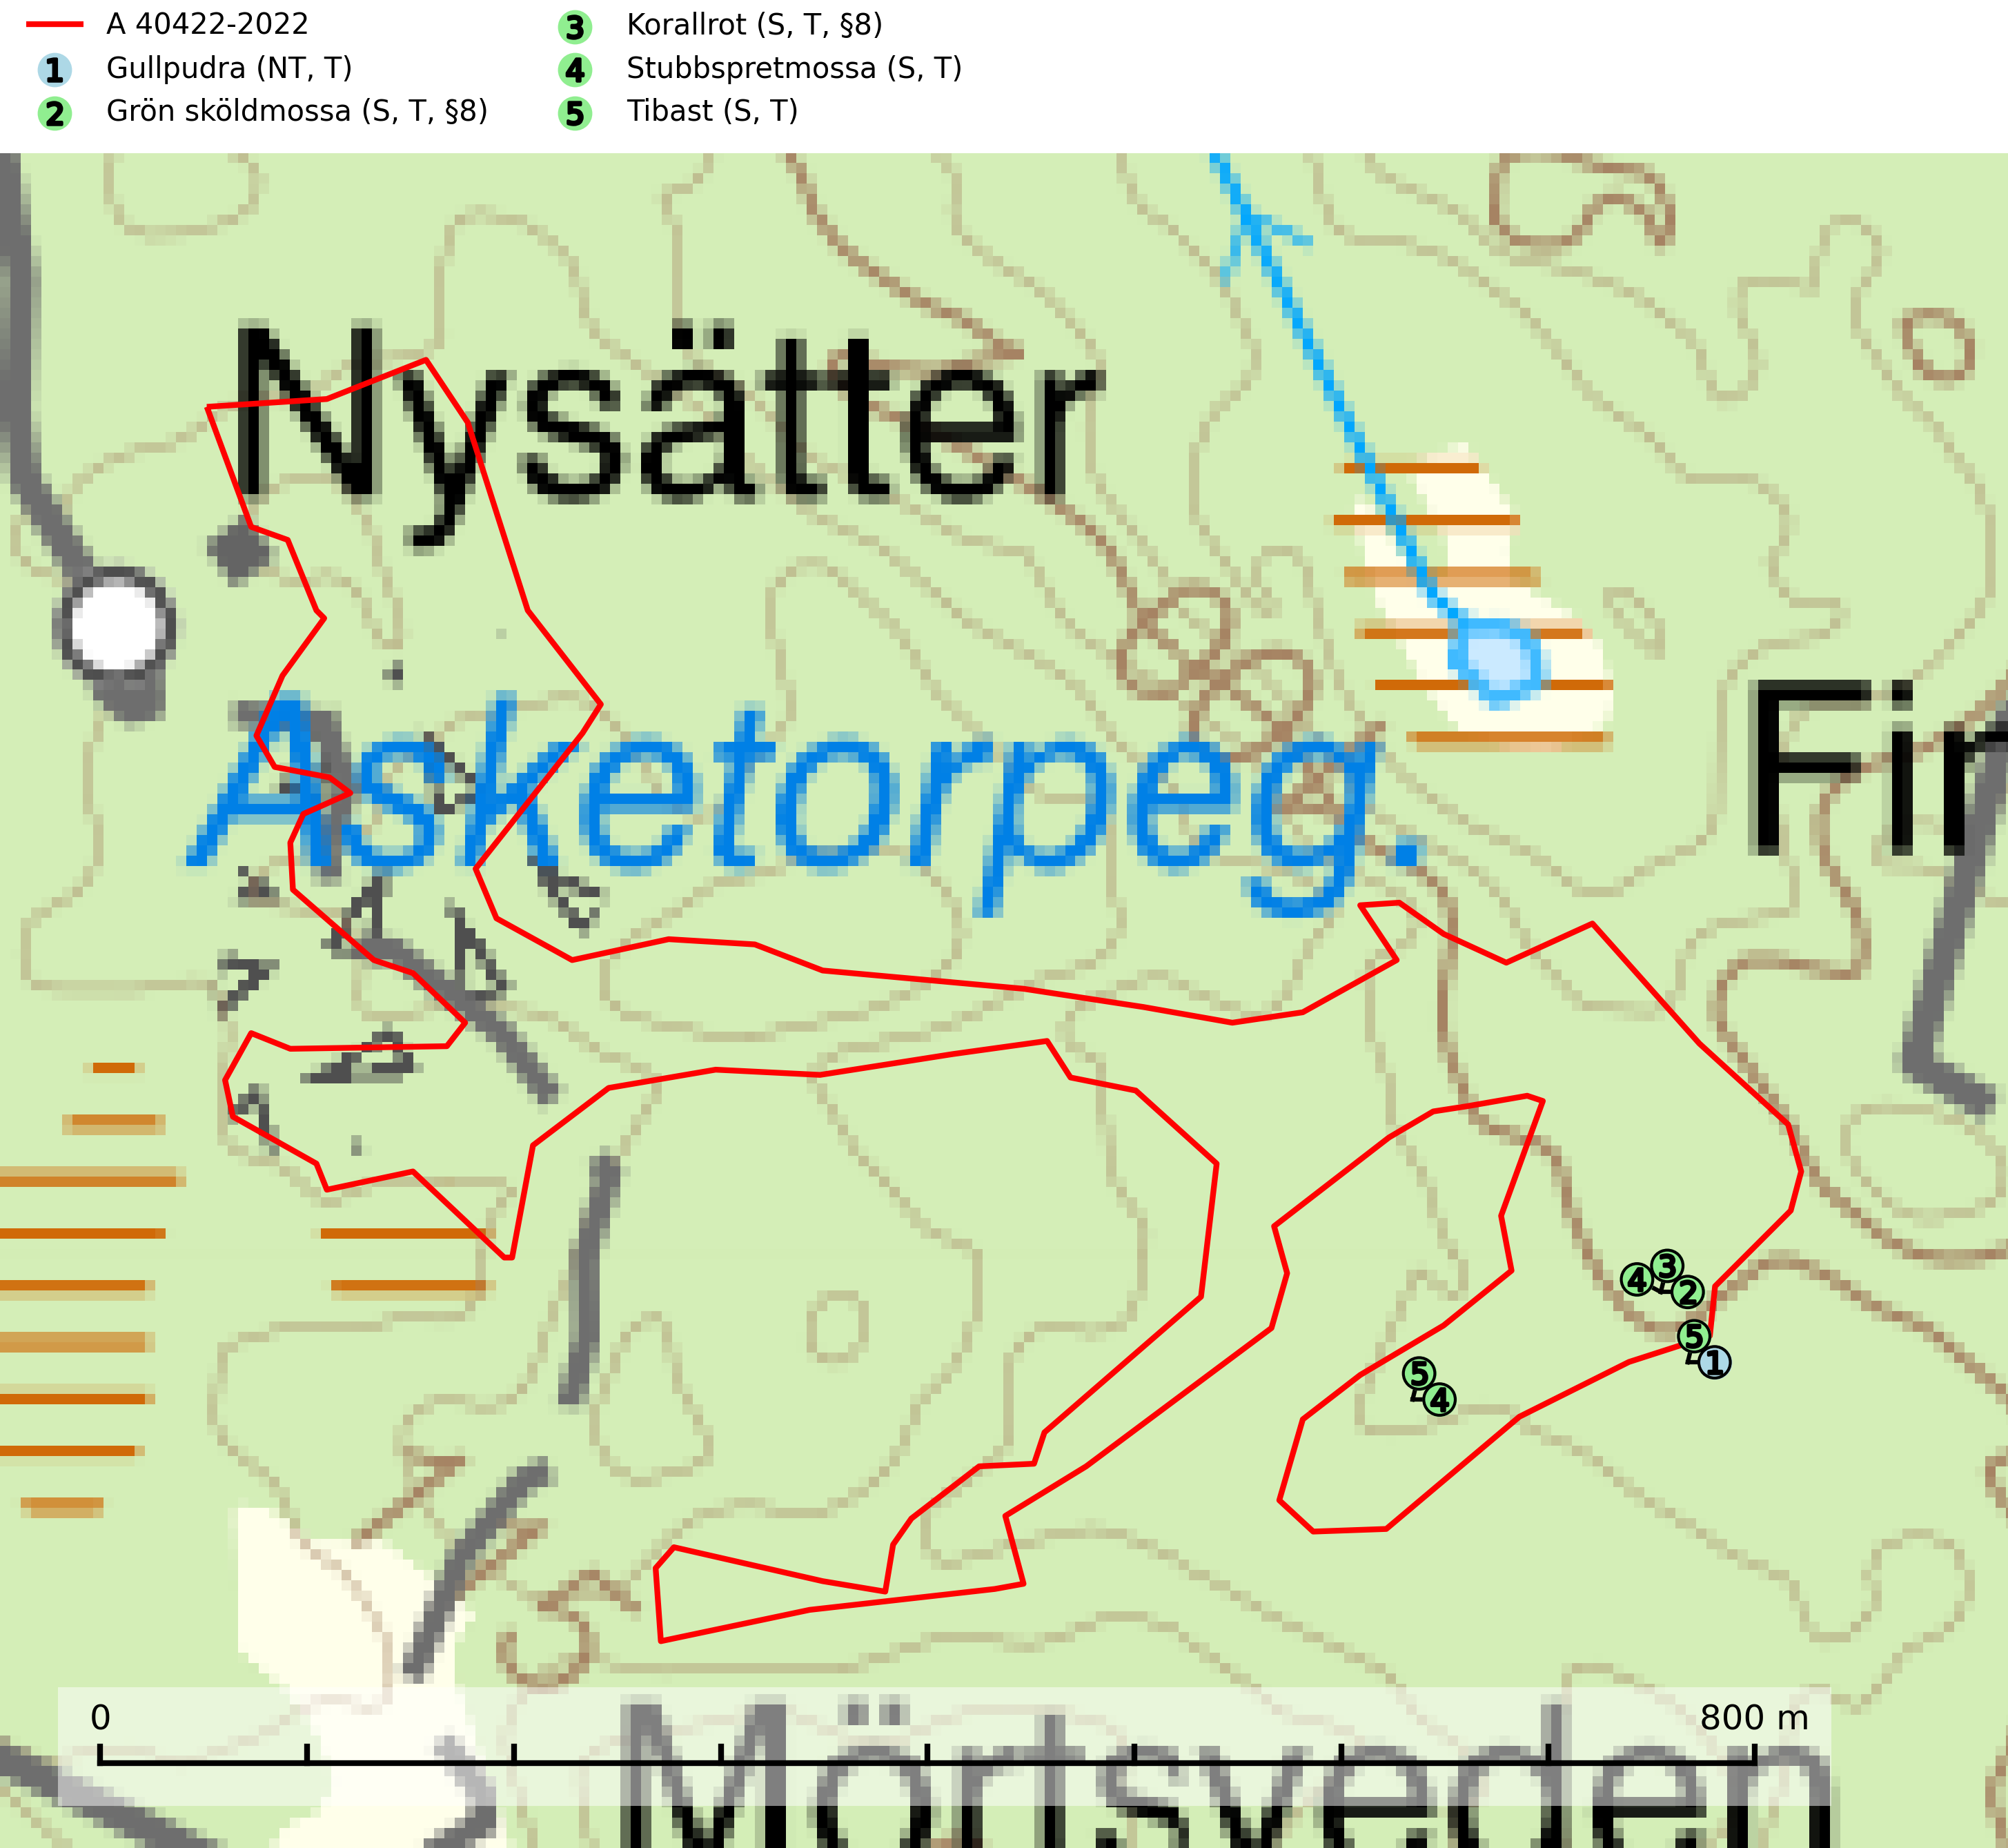 A 40422-2022
1 Gullpudra (NT, T)
2 Grön sköldmossa (S, T, §8)
3 Korallrot (S, T, §8)
4 Stubbspretmossa (S, T)
5 Tibast (S, T)
Nysätter
Asketorpeg.
Fin
4 3 2
5 1
5 4
0 800 m
Mörtsveden